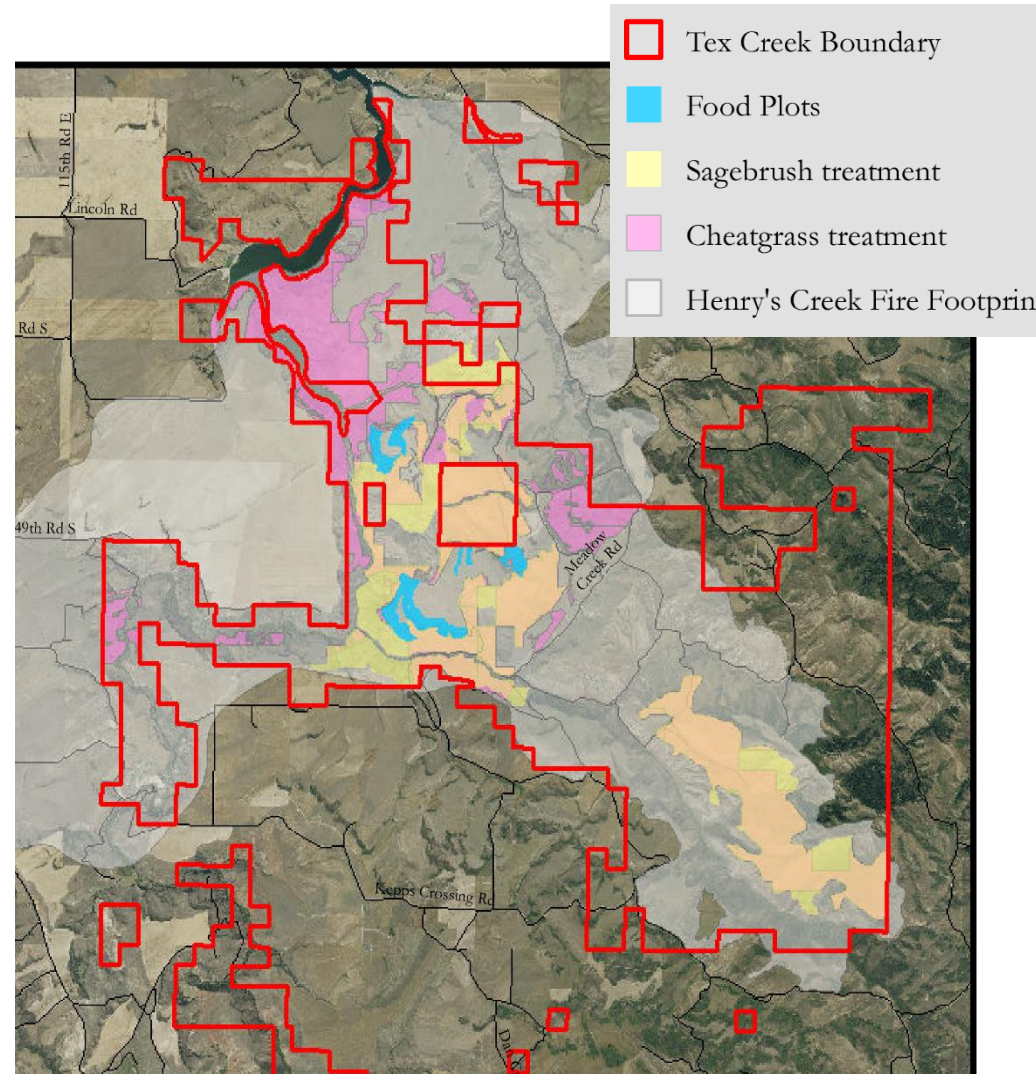 Tex Creek Boundary
Food Plots
Sagebrush treatment
Cheatgrass treatment
Henry's Creek Fire Footprin
115th Rd E
Lincoln Rd
Rd S
49th Rd S
Meadow
Creek Rd
Kepps Crossing Rd